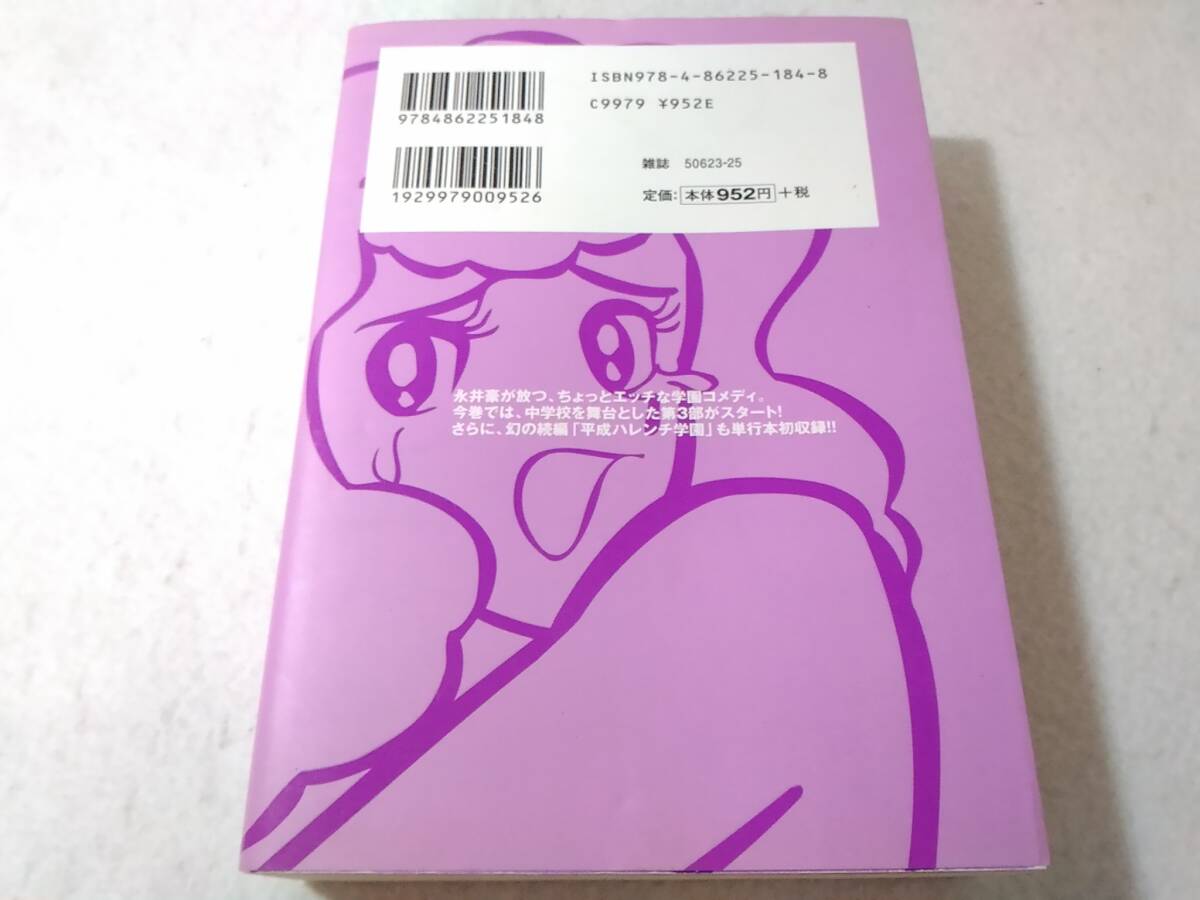 ISBN978-4-86225-184-8
C9979 ¥952E
9784862251848
雑誌 50623-25
1929979009526
定価:本体952円+税
永井豪が放つ、ちょっとエッチな学園コメディ。
今巻では、中学校を舞台とした第3部がスタート!
さらに、幻の続編「平成ハレンチ学園」も単行本初収録!!